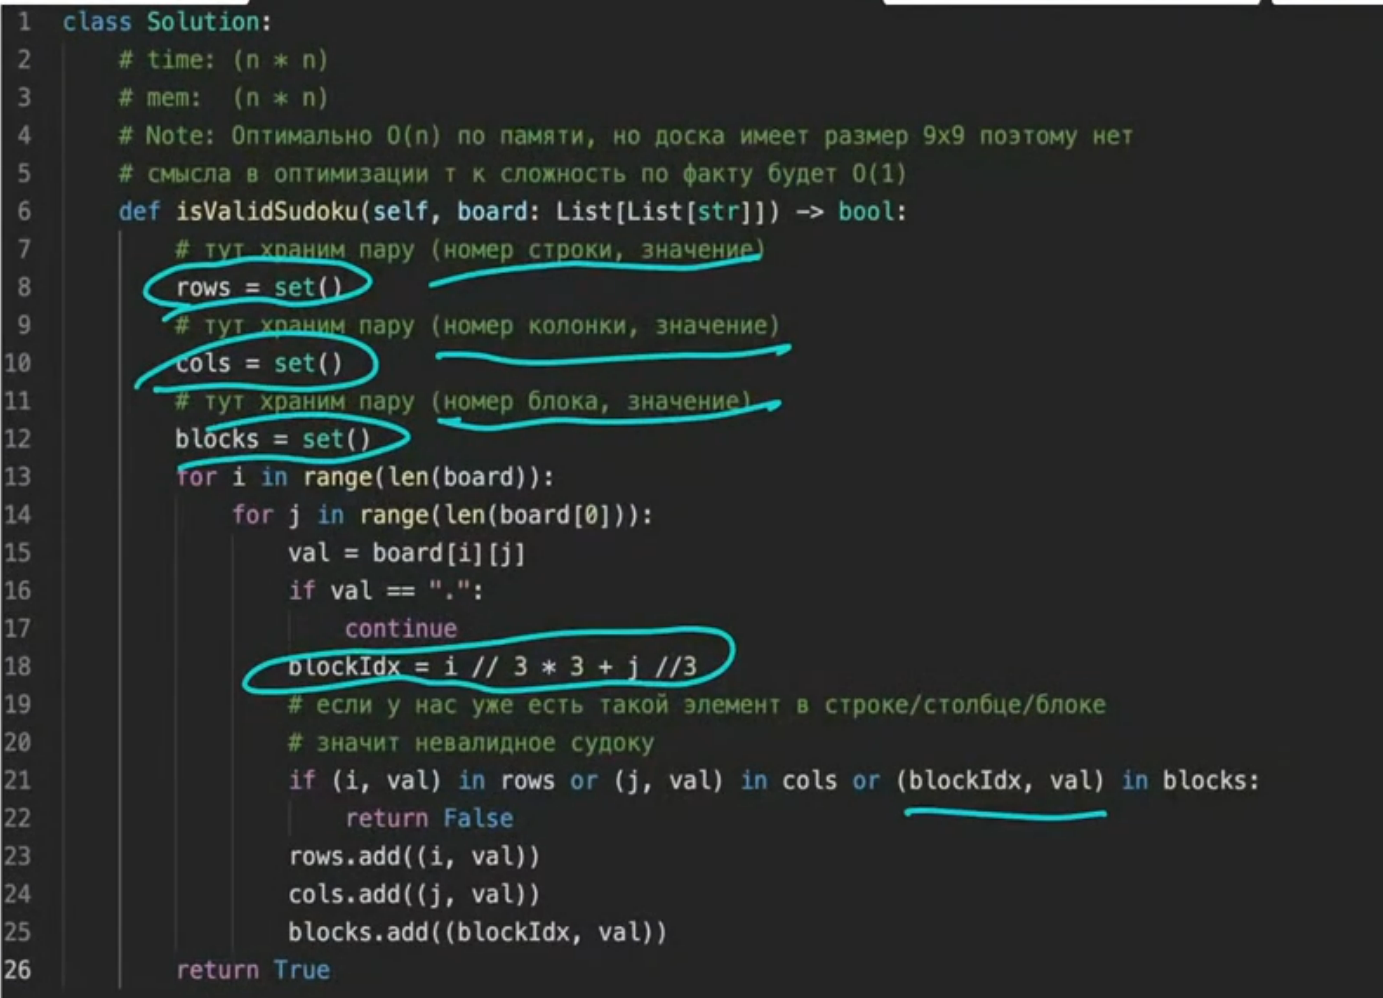 1 class Solution:
2 # time: (n * n)
3 # mem:  (n * n)
4 # Note: Оптимально O(n) по памяти, но доска имеет размер 9x9 поэтому нет
5 # смысла в оптимизации т к сложность по факту будет O(1)
6 def isValidSudoku(self, board: List[List[str]]) -> bool:
7 # тут храним пару (номер строки, значение)
8 rows = set()
9 # тут храним пару (номер колонки, значение)
10 cols = set()
11 # тут храним пару (номер блока, значение)
12 blocks = set()
13 for i in range(len(board)):
14 for j in range(len(board[0])):
15 val = board[i][j]
16 if val == ".":
17 continue
18 blockIdx = i // 3 * 3 + j //3
19 # если у нас уже есть такой элемент в строке/столбце/блоке
20 # значит невалидное судоку
21 if (i, val) in rows or (j, val) in cols or (blockIdx, val) in blocks:
22 return False
23 rows.add((i, val))
24 cols.add((j, val))
25 blocks.add((blockIdx, val))
26 return True